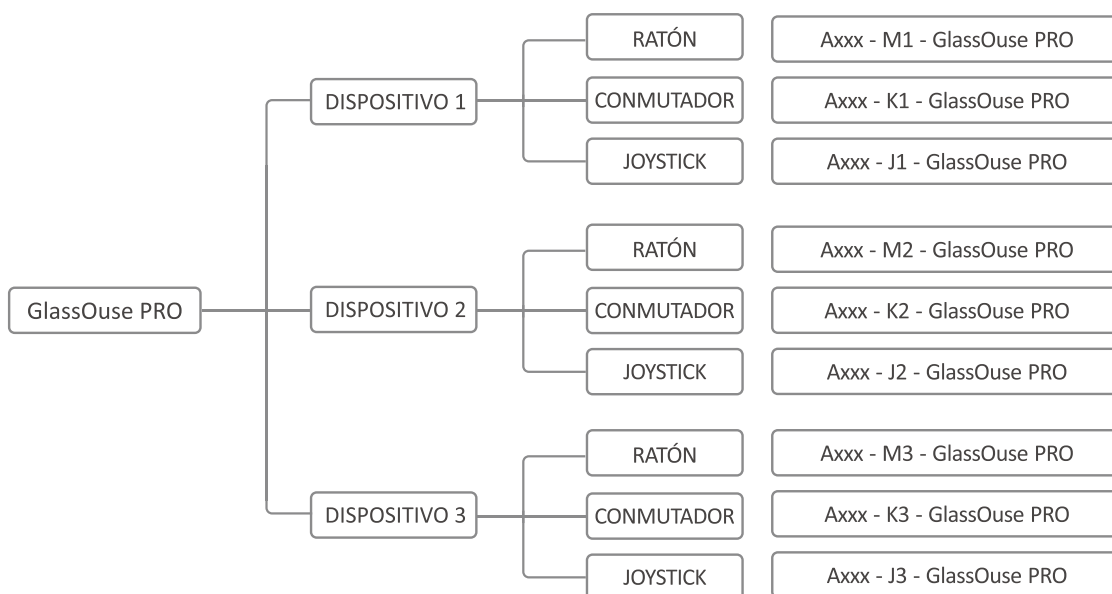 RATÓN
Axxx - M1 - GlassOuse PRO
DISPOSITIVO 1
CONMUTADOR
Axxx - K1 - GlassOuse PRO
JOYSTICK
Axxx - J1 - GlassOuse PRO
RATÓN
Axxx - M2 - GlassOuse PRO
GlassOuse PRO
DISPOSITIVO 2
CONMUTADOR
Axxx - K2 - GlassOuse PRO
JOYSTICK
Axxx - J2 - GlassOuse PRO
RATÓN
Axxx - M3 - GlassOuse PRO
DISPOSITIVO 3
CONMUTADOR
Axxx - K3 - GlassOuse PRO
JOYSTICK
Axxx - J3 - GlassOuse PRO